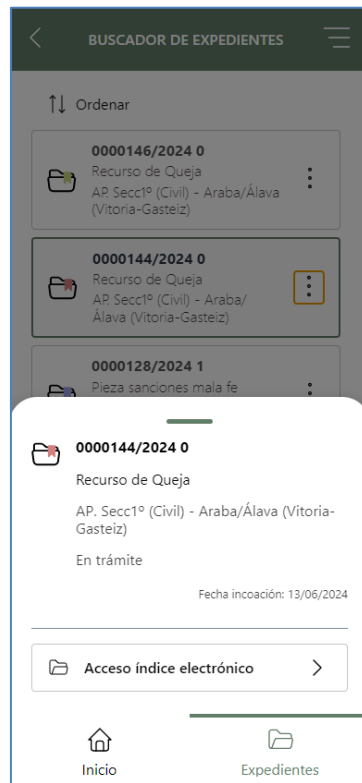 BUSCADOR DE EXPEDIENTES
Ordenar
0000146/2024 0
Recurso de Queja
AP. Secc1º (Civil) - Araba/Álava
(Vitoria-Gasteiz)
0000144/2024 0
Recurso de Queja
AP. Secc1º (Civil) - Araba/
Álava (Vitoria-Gasteiz)
0000128/2024 1
Pieza sanciones mala fe
0000144/2024 0
Recurso de Queja
AP. Secc1º (Civil) - Araba/Álava (Vitoria-
Gasteiz)
En trámite
Fecha incoación: 13/06/2024
Acceso índice electrónico
Inicio
Expedientes